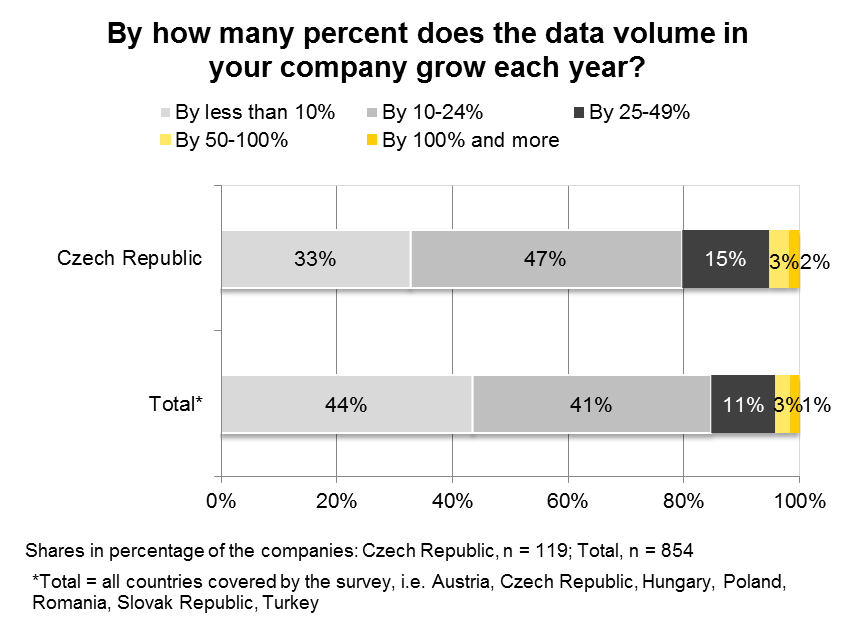 By how many percent does the data volume in
your company grow each year?
By less than 10% By 10-24% By 25-49%
By 50-100% By 100% and more
Czech Republic 33% 47% 15% 3% 2%
Total* 44% 41% 11% 3% 1%
0% 20% 40% 60% 80% 100%
Shares in percentage of the companies: Czech Republic, n = 119; Total, n = 854
*Total = all countries covered by the survey, i.e. Austria, Czech Republic, Hungary, Poland,
Romania, Slovak Republic, Turkey